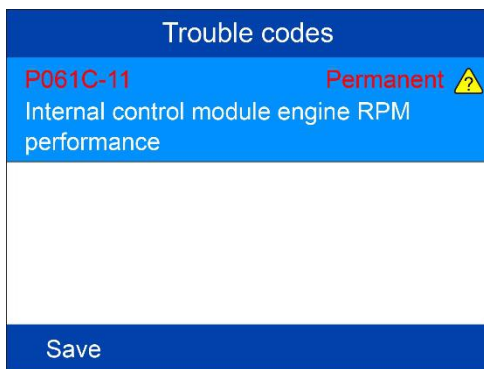 Trouble codes
P061C-11 Permanent ?
Internal control module engine RPM
performance
Save